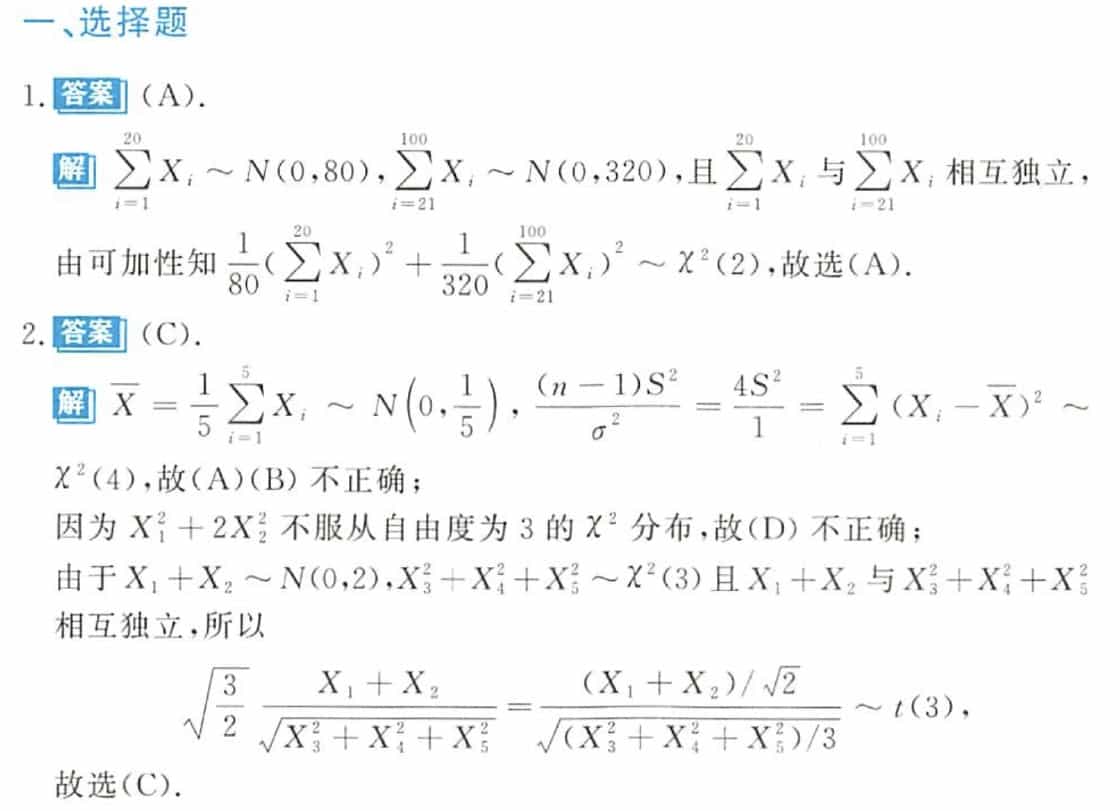 一、选择题
1. 答案 (A).
解 $\sum_{i=1}^{20} X_i \sim N(0,80), \sum_{i=21}^{100} X_i \sim N(0,320)$,且 $\sum_{i=1}^{20} X_i$ 与 $\sum_{i=21}^{100} X_i$ 相互独立,
由可加性知 $\frac{1}{80}(\sum_{i=1}^{20} X_i)^2 + \frac{1}{320}(\sum_{i=21}^{100} X_i)^2 \sim \chi^2(2)$,故选(A).
2. 答案 (C).
解 $\overline{X} = \frac{1}{5}\sum_{i=1}^{5} X_i \sim N\left(0,\frac{1}{5}\right), \frac{(n-1)S^2}{\sigma^2} = \frac{4S^2}{1} = \sum_{i=1}^{5}(X_i - \overline{X})^2 \sim$
$\chi^2(4)$,故(A)(B) 不正确;
因为 $X_1^2 + 2X_2^2$ 不服从自由度为 3 的 $\chi^2$ 分布,故(D) 不正确;
由于 $X_1 + X_2 \sim N(0,2), X_3^2 + X_4^2 + X_5^2 \sim \chi^2(3)$ 且 $X_1 + X_2$ 与 $X_3^2 + X_4^2 + X_5^2$
相互独立,所以
$\sqrt{\frac{3}{2}} \frac{X_1 + X_2}{\sqrt{X_3^2 + X_4^2 + X_5^2}} = \frac{(X_1 + X_2)/\sqrt{2}}{\sqrt{(X_3^2 + X_4^2 + X_5^2)/3}} \sim t(3),$
故选(C).